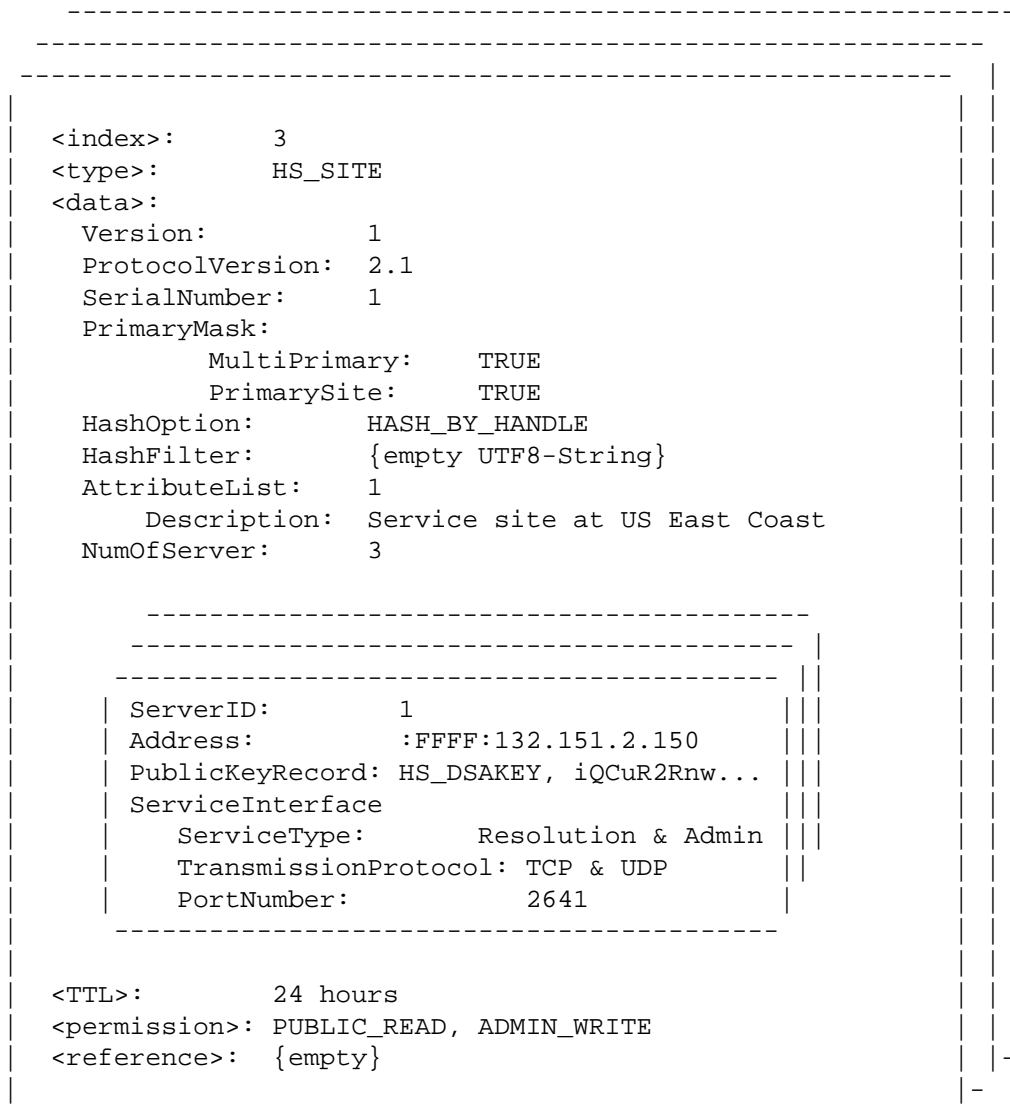 <index>: 3
<type>: HS_SITE
<data>:
Version: 1
ProtocolVersion: 2.1
SerialNumber: 1
PrimaryMask:
MultiPrimary: TRUE
PrimarySite: TRUE
HashOption: HASH_BY_HANDLE
HashFilter: {empty UTF8-String}
AttributeList: 1
Description: Service site at US East Coast
NumOfServer: 3
ServerID: 1
Address: :FFFF:132.151.2.150
PublicKeyRecord: HS_DSAKEY, iQCuR2Rnw...
ServiceInterface
ServiceType: Resolution & Admin
TransmissionProtocol: TCP & UDP
PortNumber: 2641
<TTL>: 24 hours
<permission>: PUBLIC_READ, ADMIN_WRITE
<reference>: {empty}